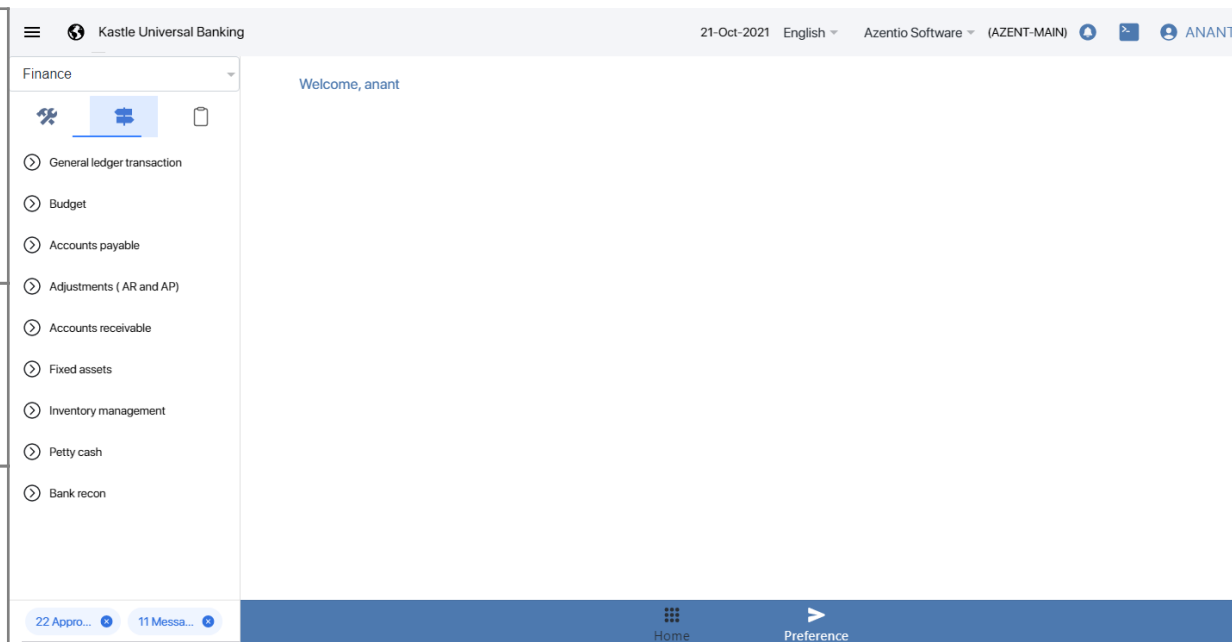 Kastle Universal Banking 21-Oct-2021 English Azentio Software (AZENT-MAIN) ANANT
Finance
Welcome, anant
General ledger transaction
Budget
Accounts payable
Adjustments ( AR and AP)
Accounts receivable
Fixed assets
Inventory management
Petty cash
Bank recon
22 Appro... 11 Messa...
Home Preference